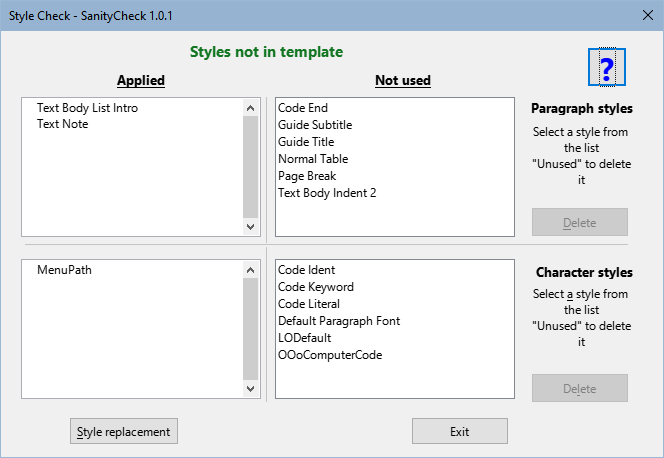 Style Check - SanityCheck 1.0.1
Styles not in template
?
Applied
Not used
Text Body List Intro
Text Note
Code End
Guide Subtitle
Guide Title
Normal Table
Page Break
Text Body Indent 2
Paragraph styles
Select a style from
the list
"Unused" to delete
it
Delete
MenuPath
Code Ident
Code Keyword
Code Literal
Default Paragraph Font
LODefault
OOoComputerCode
Character styles
Select a style from
the list
"Unused" to delete
it
Delete
Style replacement
Exit